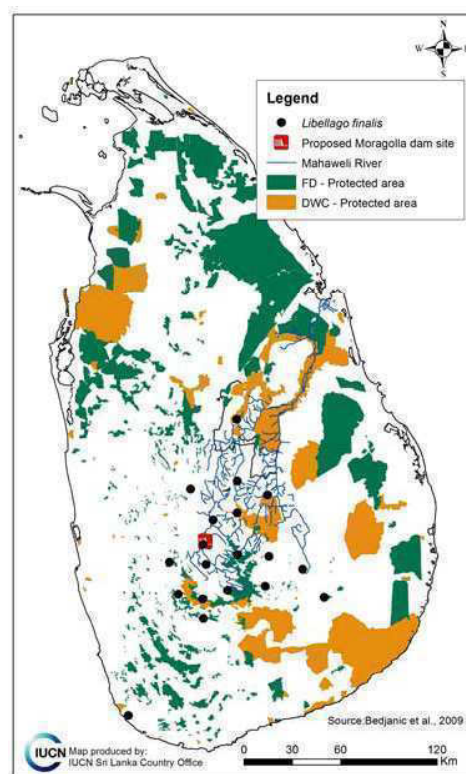 N
W E
S
Legend
Libellago finalis
Proposed Moragolla dam site
Mahaweli River
FD - Protected area
DWC - Protected area
Source:Bedjanic et al., 2009
IUCN
Map produced by:
IUCN Sri Lanka Country Office
0 30 60 120
Km